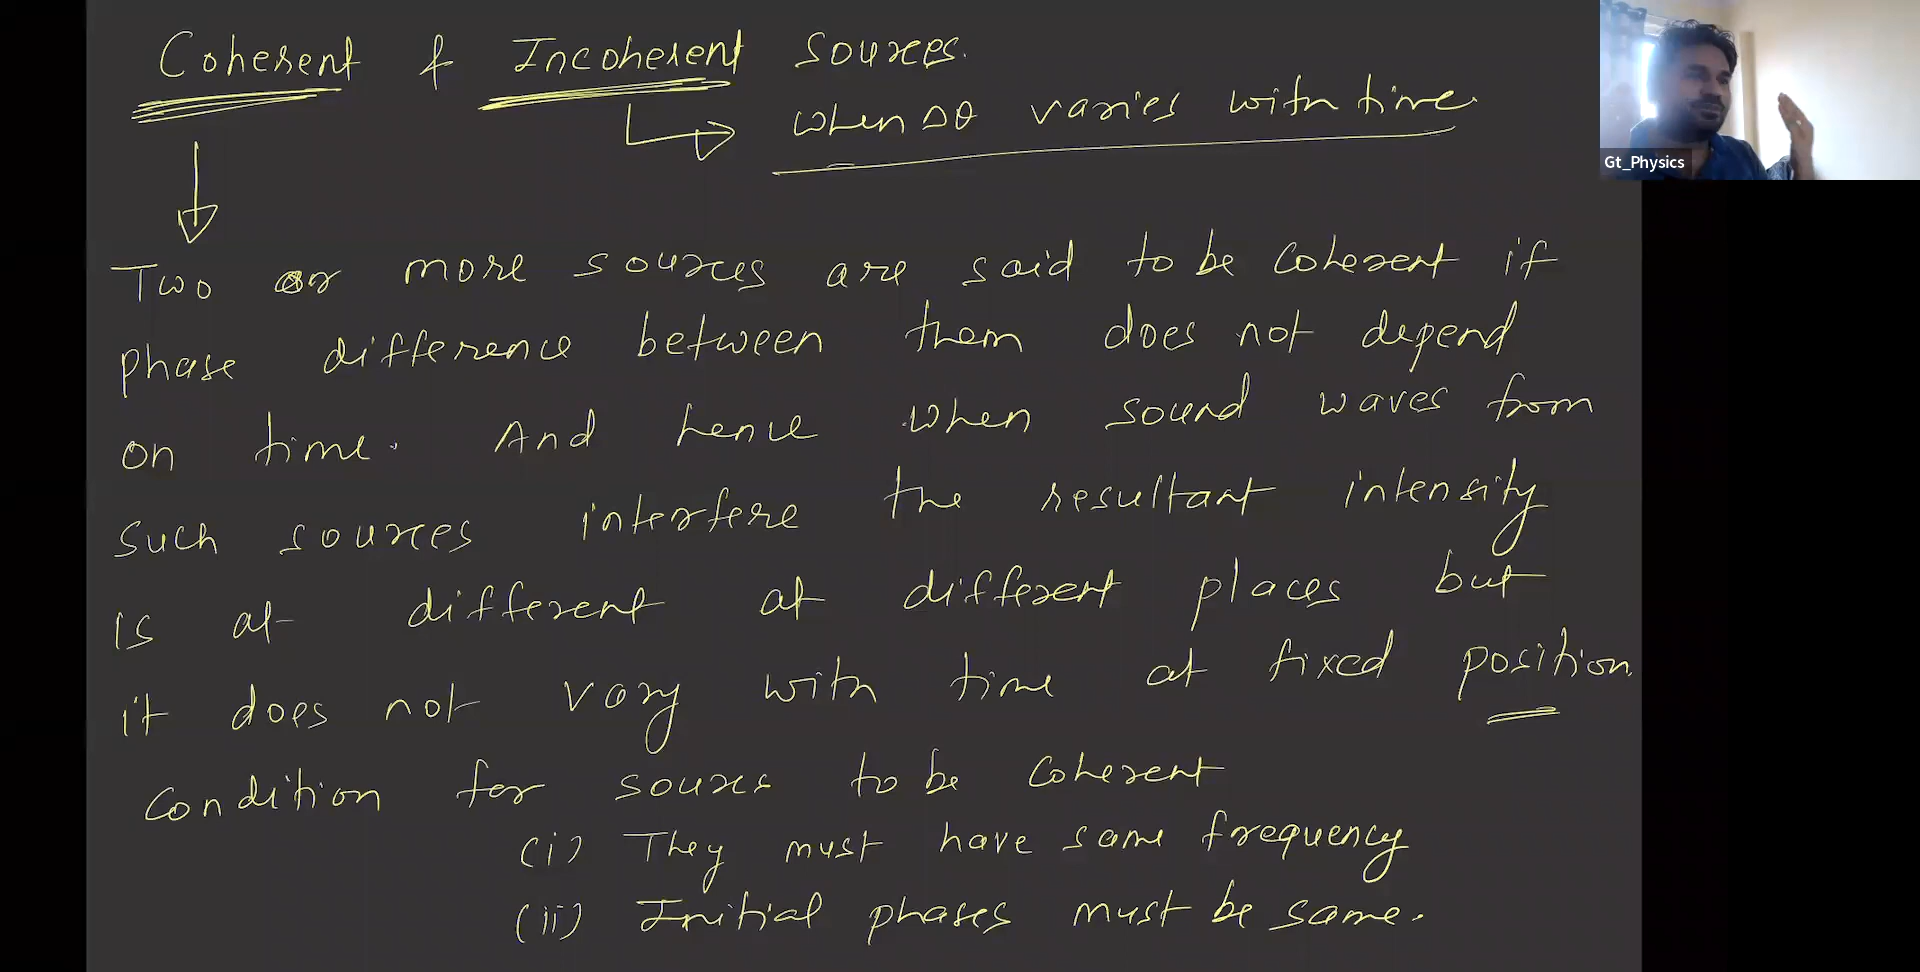 Coherent & Incoherent sources.
when Δθ varies with time.
Gt_Physics
Two or more sources are said to be coherent if
phase difference between them does not depend
on time. And hence when sound waves from
such sources interfere the resultant intensity
is at different at different places but
it does not vary with time at fixed position.
Condition for soures to be coherent
(i) They must have same frequency
(ii) Initial phases must be same.